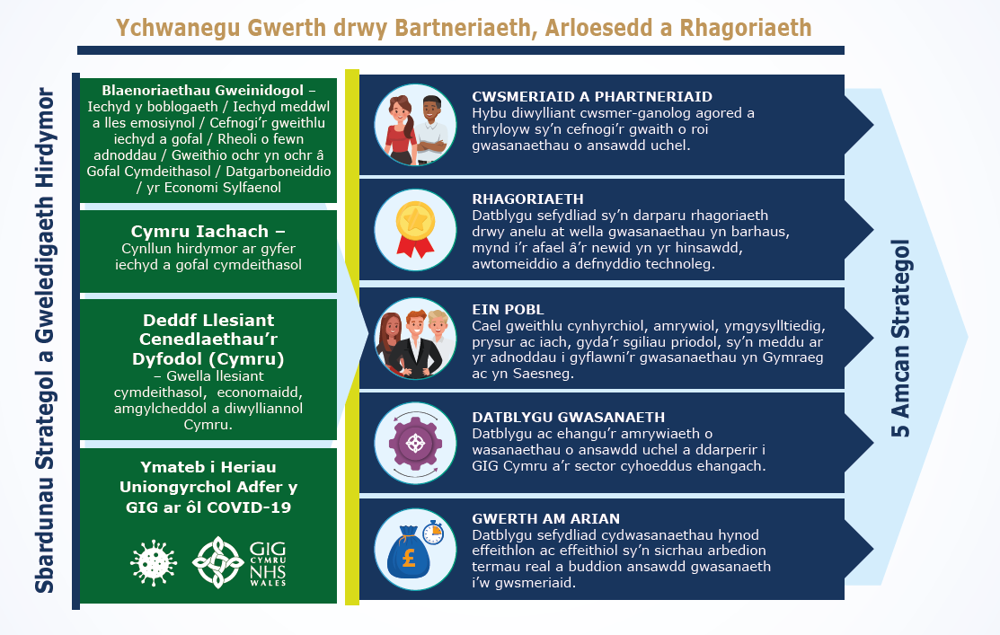 Ychwanegu Gwerth drwy Bartneriaeth, Arloesedd a Rhagoriaeth
Sbardunau Strategol a Gweledigaeth Hirdymor
Blaenoriaethau Gweinidogol –
Iechyd y boblogaeth / Iechyd meddwl
a lles emosiynol / Cefnogi’r gweithlu
iechyd a gofal / Rheoli o fewn
adnoddau / Gweithio ochr yn ochr â
Gofal Cymdeithasol / Datgarboneiddio
/ yr Economi Sylfaenol
Cymru Iachach –
Cynllun hirdymor ar gyfer
iechyd a gofal cymdeithasol
Deddf Llesiant
Cenedlaethau’r
Dyfodol (Cymru)
– Gwella llesiant
cymdeithasol,  economaidd,
amgylcheddol a diwylliannol
Cymru.
Ymateb i Heriau
Uniongyrchol Adfer y
GIG ar ôl COVID-19
GIG
CYMRU
NHS
WALES
CWSMERIAID A PHARTNERIAID
Hybu diwylliant cwsmer-ganolog agored a
thryloyw sy’n cefnogi’r gwaith o roi
gwasanaethau o ansawdd uchel.
RHAGORIAETH
Datblygu sefydliad sy’n darparu rhagoriaeth
drwy anelu at wella gwasanaethau yn barhaus,
mynd i’r afael â’r newid yn yr hinsawdd,
awtomeiddio a defnyddio technoleg.
EIN POBL
Cael gweithlu cynhyrchiol, amrywiol, ymgysylltiedig,
prysur ac iach, gyda’r sgiliau priodol, sy’n meddu ar
yr adnoddau i gyflawni’r gwasanaethau yn Gymraeg
ac yn Saesneg.
DATBLYGU GWASANAETH
Datblygu ac ehangu’r amrywiaeth o
wasanaethau o ansawdd uchel a ddarperir i
GIG Cymru a’r sector cyhoeddus ehangach.
£
GWERTH AM ARIAN
Datblygu sefydliad cydwasanaethau hynod
effeithlon ac effeithiol sy’n sicrhau arbedion
termau real a buddion ansawdd gwasanaeth
i’w gwsmeriaid.
5 Amcan Strategol